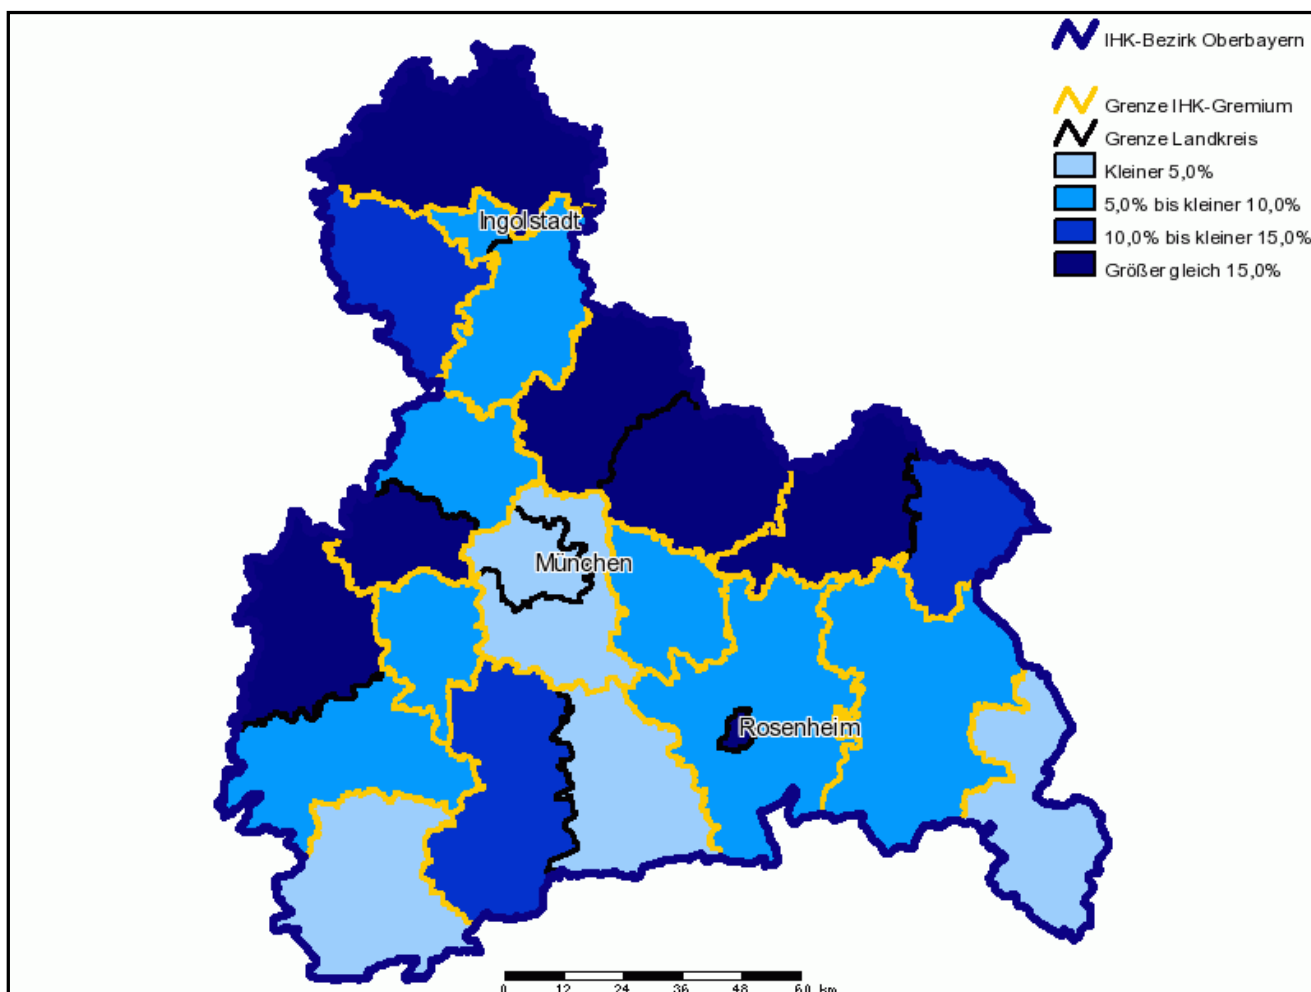 IHK-Bezirk Oberbayern
Grenze IHK-Gremium
Grenze Landkreis
Kleiner 5,0%
5,0% bis kleiner 10,0%
10,0% bis kleiner 15,0%
Größer gleich 15,0%
Ingolstadt
München
Rosenheim
0 12 24 36 48 60 km